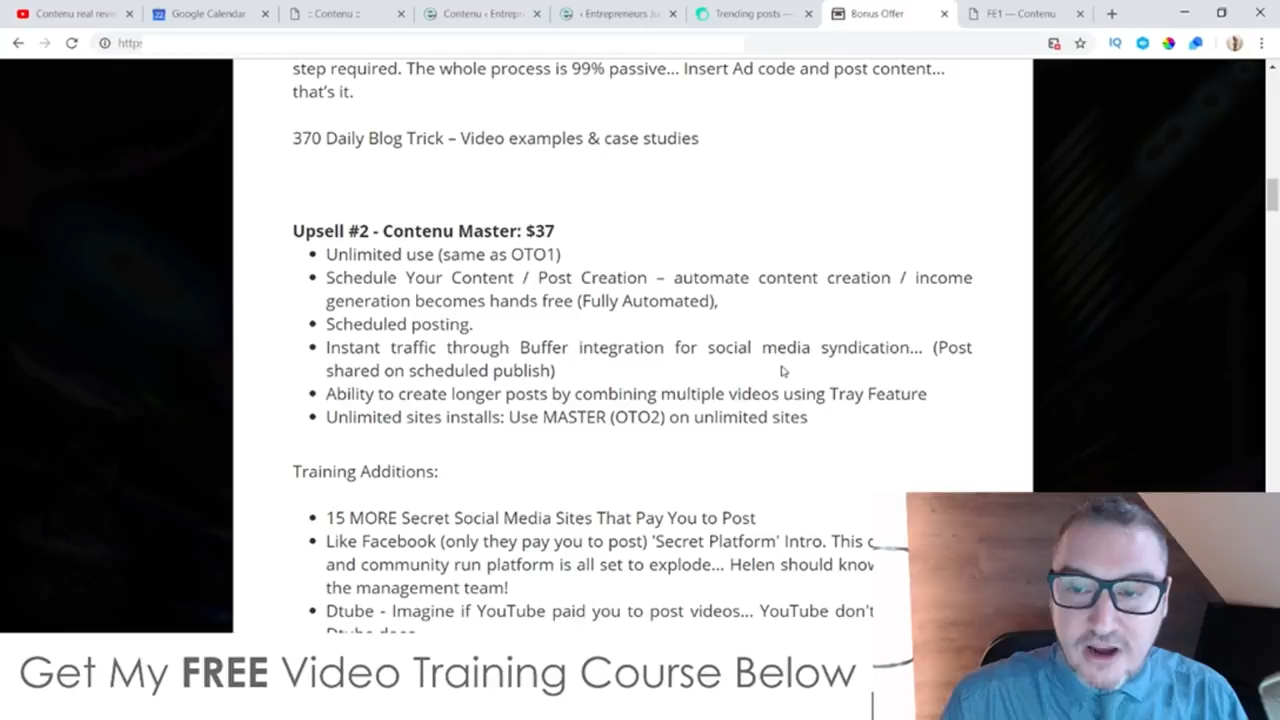 Contenu real revi
Google Calendar
:: Contenu ::
Contenu ‹ Entrep
‹ Entrepreneurs Ju
Trending posts —
Bonus Offer
FE1 — Contenu
https
step required. The whole process is 99% passive... Insert Ad code and post content...
that's it.
370 Daily Blog Trick – Video examples & case studies
Upsell #2 - Contenu Master: $37
• Unlimited use (same as OTO1)
• Schedule Your Content / Post Creation – automate content creation / income
generation becomes hands free (Fully Automated),
• Scheduled posting.
• Instant traffic through Buffer integration for social media syndication... (Post
shared on scheduled publish)
• Ability to create longer posts by combining multiple videos using Tray Feature
• Unlimited sites installs: Use MASTER (OTO2) on unlimited sites
Training Additions:
• 15 MORE Secret Social Media Sites That Pay You to Post
• Like Facebook (only they pay you to post) 'Secret Platform' Intro. This c
and community run platform is all set to explode... Helen should know
the management team!
• Dtube - Imagine if YouTube paid you to post videos... YouTube don't
Get My FREE Video Training Course Below